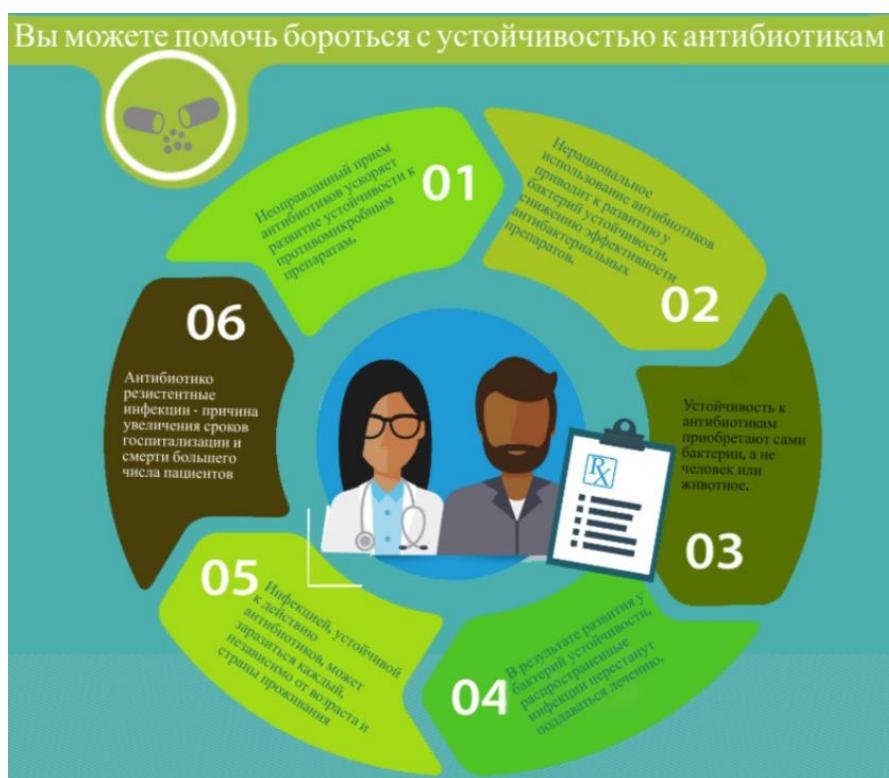 Вы можете помочь бороться с устойчивостью к антибиотикам
01
Неоправданный прием
антибиотиков ускоряет
развитие устойчивости к
противомикробным
препаратам.
Нерациональное
использование антибиотиков
приводит к развитию у
бактерий устойчивости,
снижению эффективности
антибактериальных
препаратов.
02
Устойчивость к
антибиотикам
приобретают сами
бактерии, а не
человек или
животное.
03
RX
В результате развития у
бактерий устойчивости,
распространенные
инфекции перестанут
поддаваться лечению.
04
05
Инфекцией, устойчивой
к действию
антибиотиков, может
заразиться каждый,
независимо от возраста и
страны проживания
06
Антибиотико
резистентные
инфекции - причина
увеличения сроков
госпитализации и
смерти большего
числа пациентов